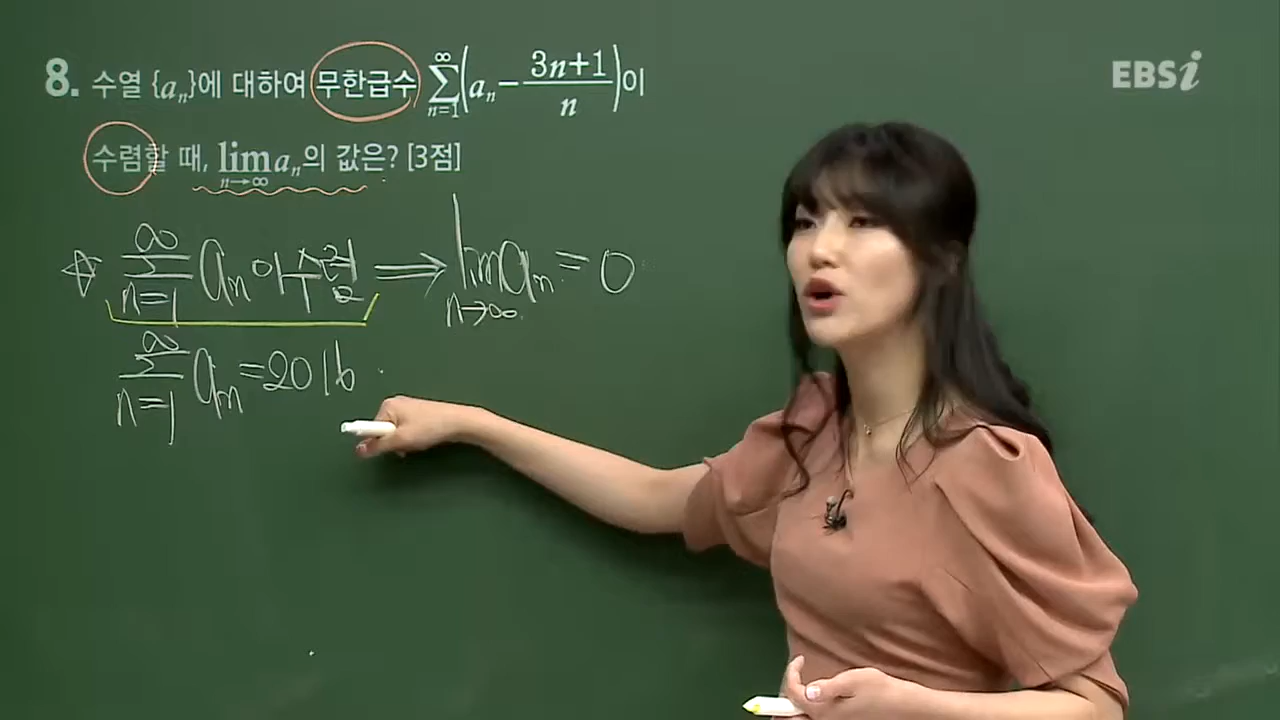 8. 수열 {aₙ}에 대하여 무한급수 ∑_{n=1}^{∞}(aₙ - \frac{3n+1}{n})이
수렴할 때, lim_{n→∞} aₙ의 값은? [3점]
EBSi
☆ ∑_{n=1}^{∞} aₙ 이 수렴 ⟹ lim_{n→∞} aₙ = 0
∑_{n=1}^{∞} aₙ = 2016